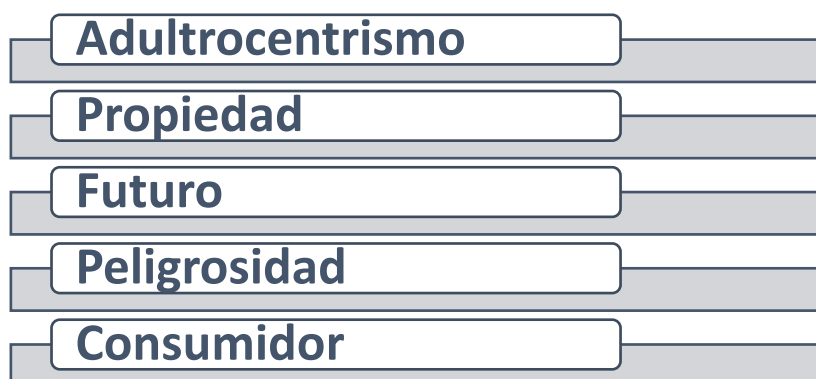 Adultrocentrismo
Propiedad
Futuro
Peligrosidad
Consumidor